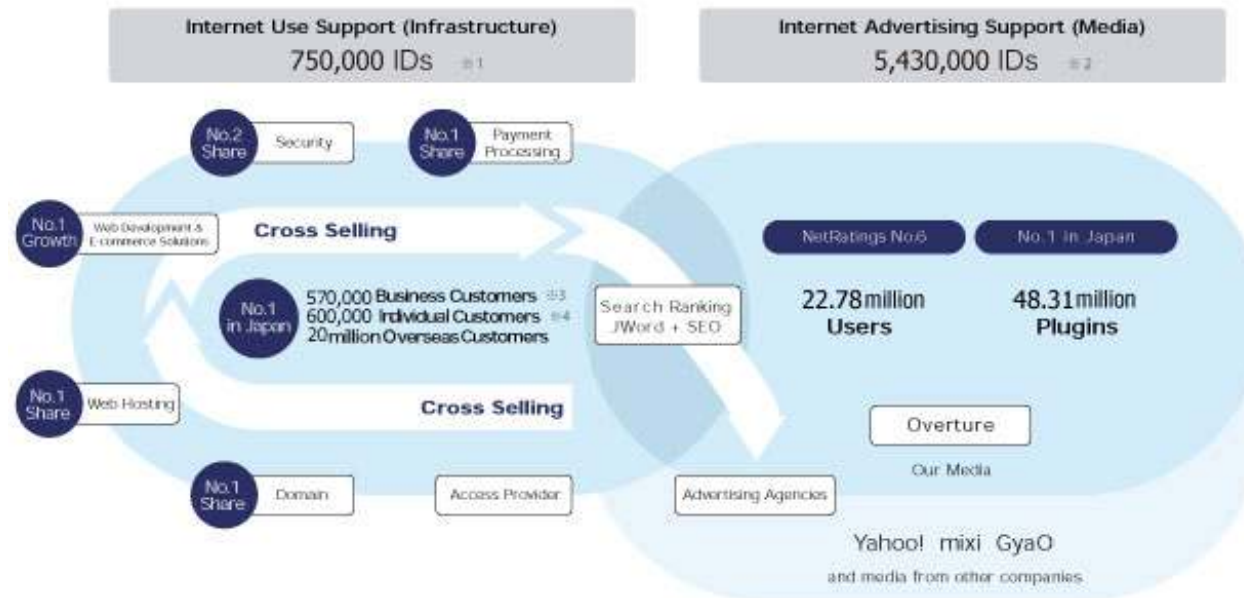 Internet Use Support (Infrastructure)
750,000 IDs ※1
Internet Advertising Support (Media)
5,430,000 IDs ※2
No.2
Share
Security
No.1
Share
Payment
Processing
No.1
Growth
Web Development &
E-commerce Solutions
Cross Selling
NetRatings No.6
No.1 in Japan
No.1
in Japan
570,000 Business Customers ※3
600,000 Individual Customers ※4
20million Overseas Customers
Search Ranking
JWord + SEO
22.78million
Users
48.31million
Plugins
No.1
Share
Web Hosting
Cross Selling
Overture
Our Media
No.1
Share
Domain
Access Provider
Advertising Agencies
Yahoo! mixi GyaO
and media from other companies